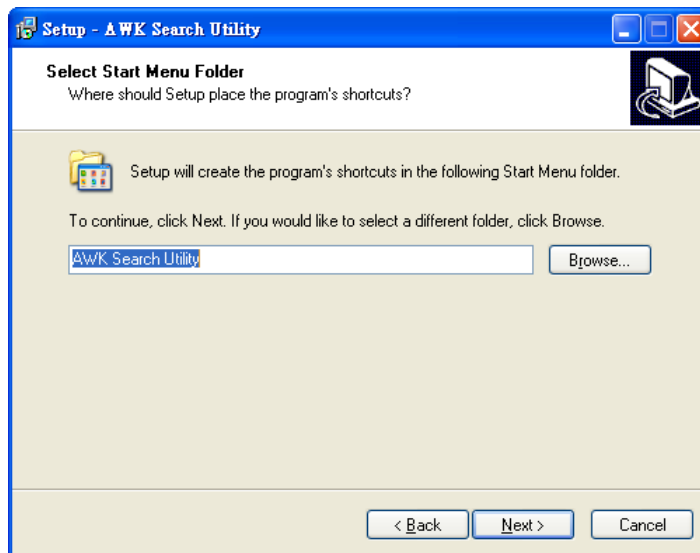 Setup - AWK Search Utility
Select Start Menu Folder
Where should Setup place the program's shortcuts?
Setup will create the program's shortcuts in the following Start Menu folder.
To continue, click Next. If you would like to select a different folder, click Browse.
AWK Search Utility
Browse...
< Back
Next >
Cancel